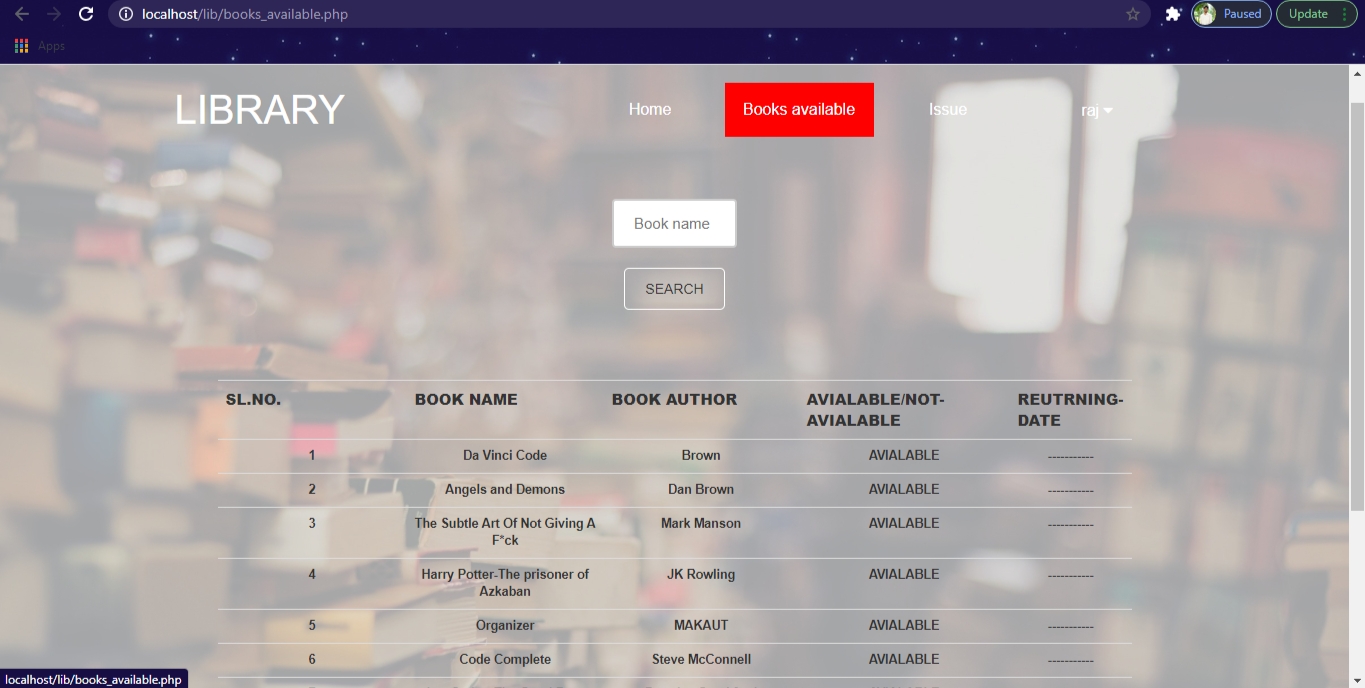 localhost/lib/books_available.php
Paused
Update
Apps
LIBRARY
Home
Books available
Issue
raj
Book name
SEARCH
SL.NO. BOOK NAME BOOK AUTHOR AVIALABLE/NOT- REUTRNING-
AVIALABLE DATE
1 Da Vinci Code Brown AVIALABLE -----------
2 Angels and Demons Dan Brown AVIALABLE -----------
3 The Subtle Art Of Not Giving A Mark Manson AVIALABLE -----------
F*ck
4 Harry Potter-The prisoner of JK Rowling AVIALABLE -----------
Azkaban
5 Organizer MAKAUT AVIALABLE -----------
6 Code Complete Steve McConnell AVIALABLE -----------
localhost/lib/books_available.php